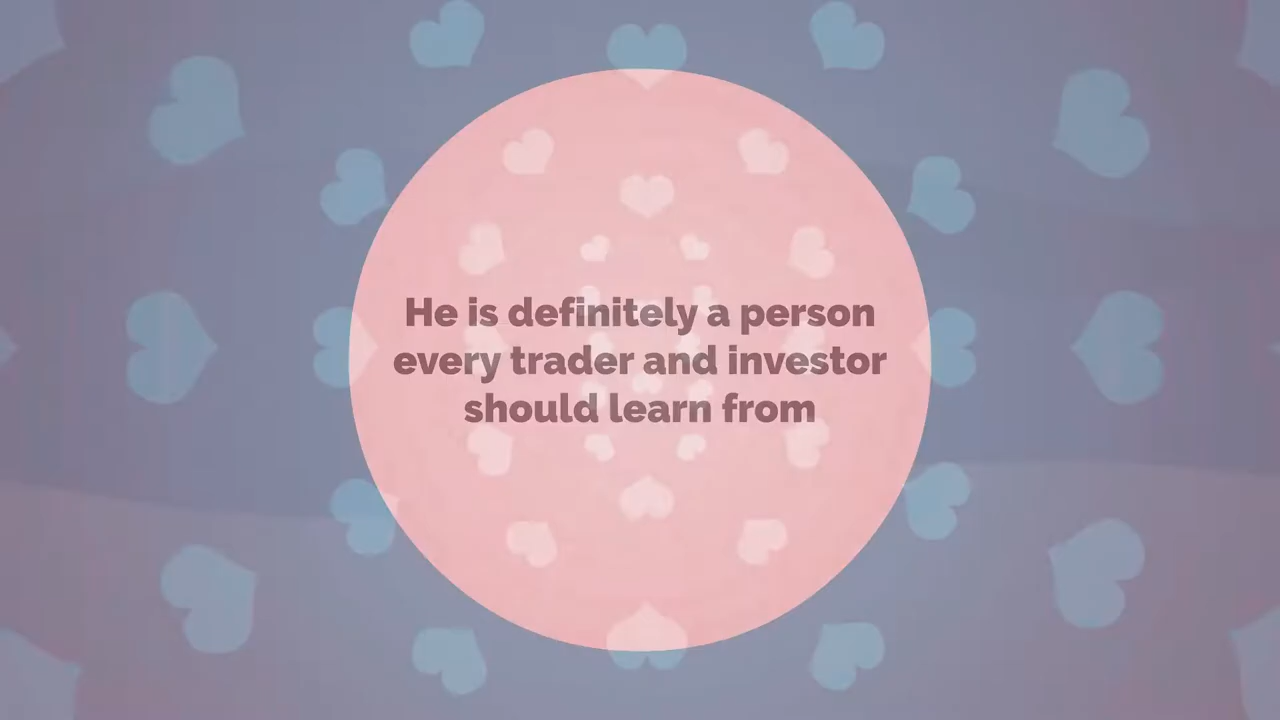 He is definitely a person
every trader and investor
should learn from